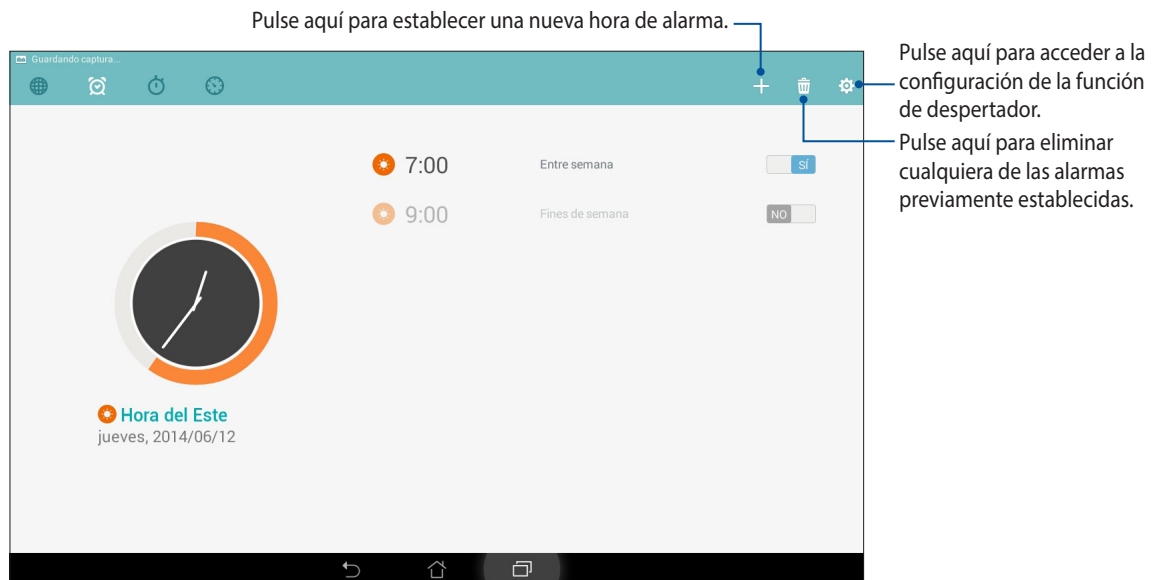 Pulse aquí para establecer una nueva hora de alarma.
Guardando captura...
Pulse aquí para acceder a la
configuración de la función
de despertador.
Pulse aquí para eliminar
cualquiera de las alarmas
previamente establecidas.
7:00 Entre semana SÍ
9:00 Fines de semana NO
Hora del Este
jueves, 2014/06/12